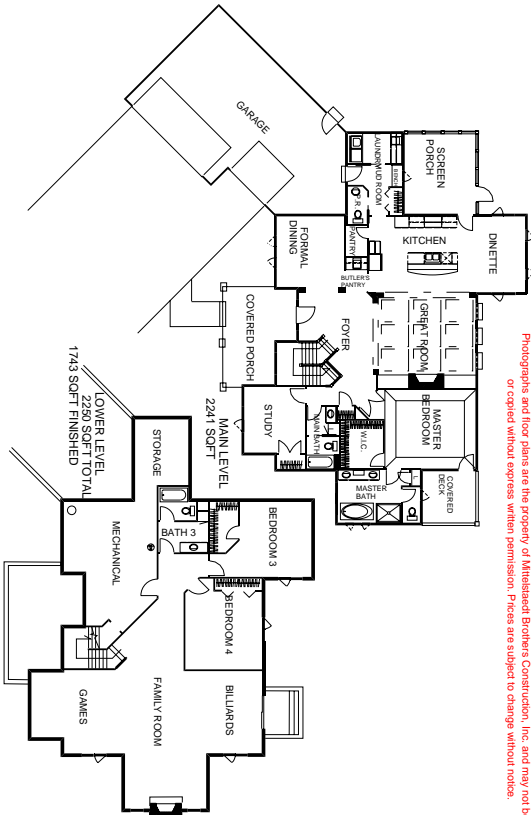 GARAGE
LAUNDRY
MUD ROOM
BENCH
P.R.
SCREEN
PORCH
FORMAL
DINING
PANTRY
KITCHEN
DINETTE
BUTLER'S
PANTRY
COVERED PORCH
FOYER
GREAT ROOM
STUDY
MAIN BATH
W.I.C.
MASTER
BEDROOM
MASTER
BATH
L.
COVERED
DECK
MAIN LEVEL
2241 SQFT
LOWER LEVEL
2250 SQFT TOTAL
1743 SQFT FINISHED
STORAGE
MECHANICAL
BATH 3
BEDROOM 3
BEDROOM 4
GAMES
FAMILY ROOM
BILLIARDS
Photographs and floor plans are the property of Mittelstaedt Brothers Construction, Inc. and may not b
or copied without express written permission. Prices are subject to change without notice.